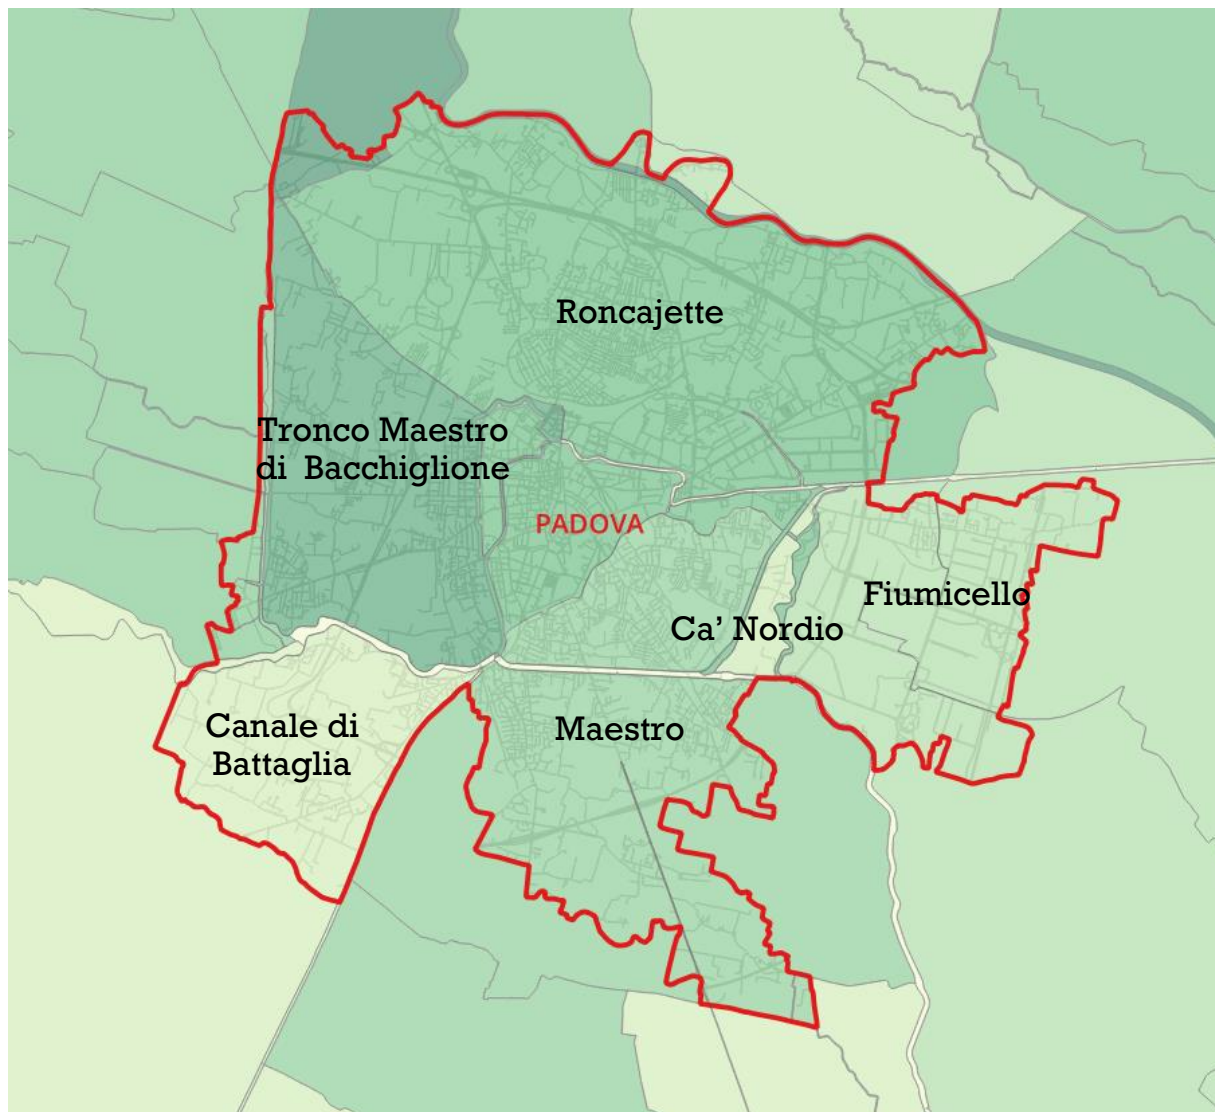 Roncajette
Tronco Maestro
di Bacchiglione
PADOVA
Fiumicello
Ca’ Nordio
Canale di
Battaglia
Maestro